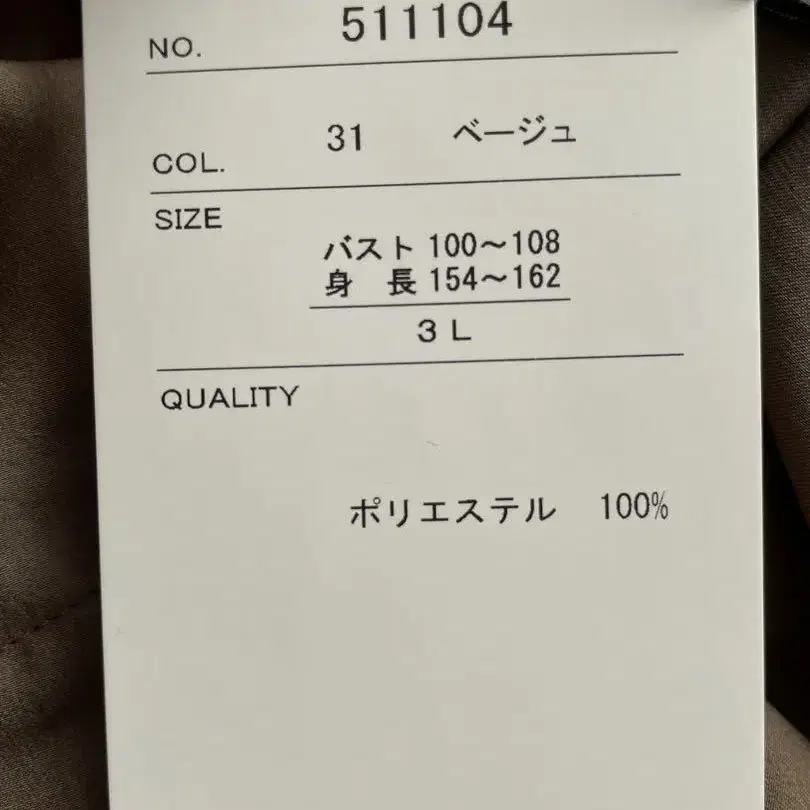 NO. 511104
COL. 31 ベージュ
SIZE
バスト 100～108
身 長 154～162
3L
QUALITY
ポリエステル 100%